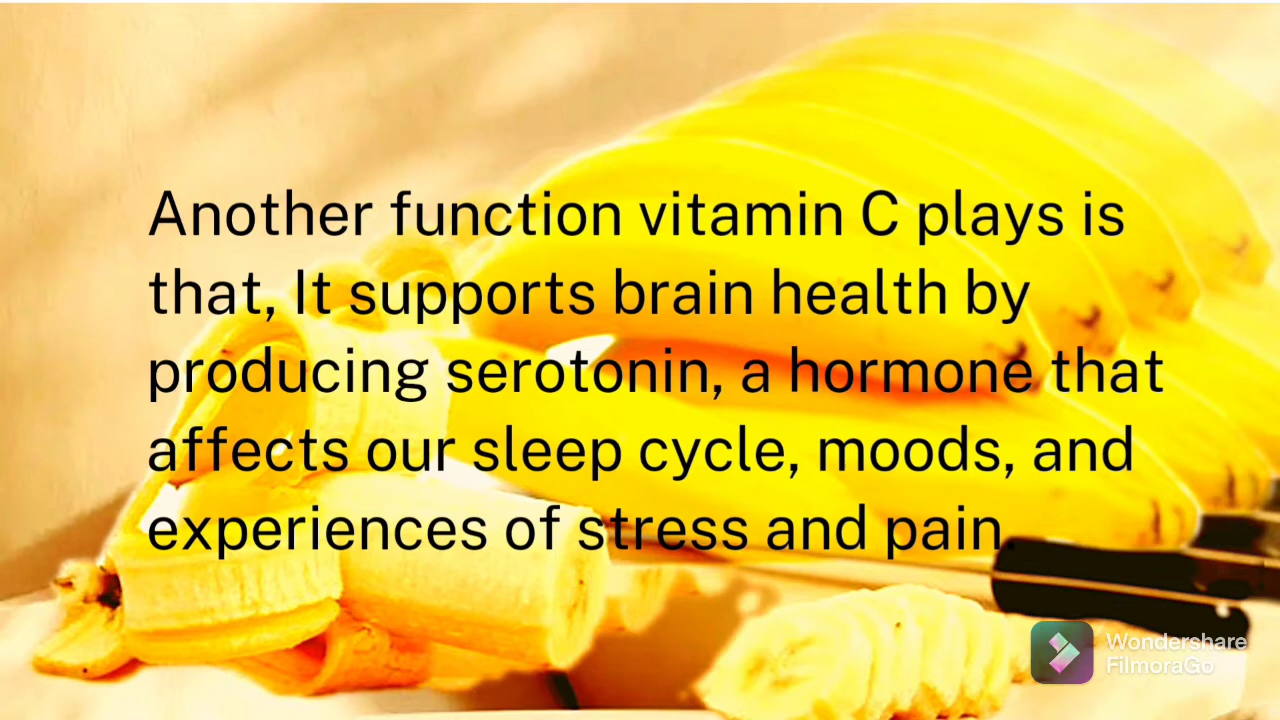 Another function vitamin C plays is
that, It supports brain health by
producing serotonin, a hormone that
affects our sleep cycle, moods, and
experiences of stress and pain.
Wondershare
FilmoraGo